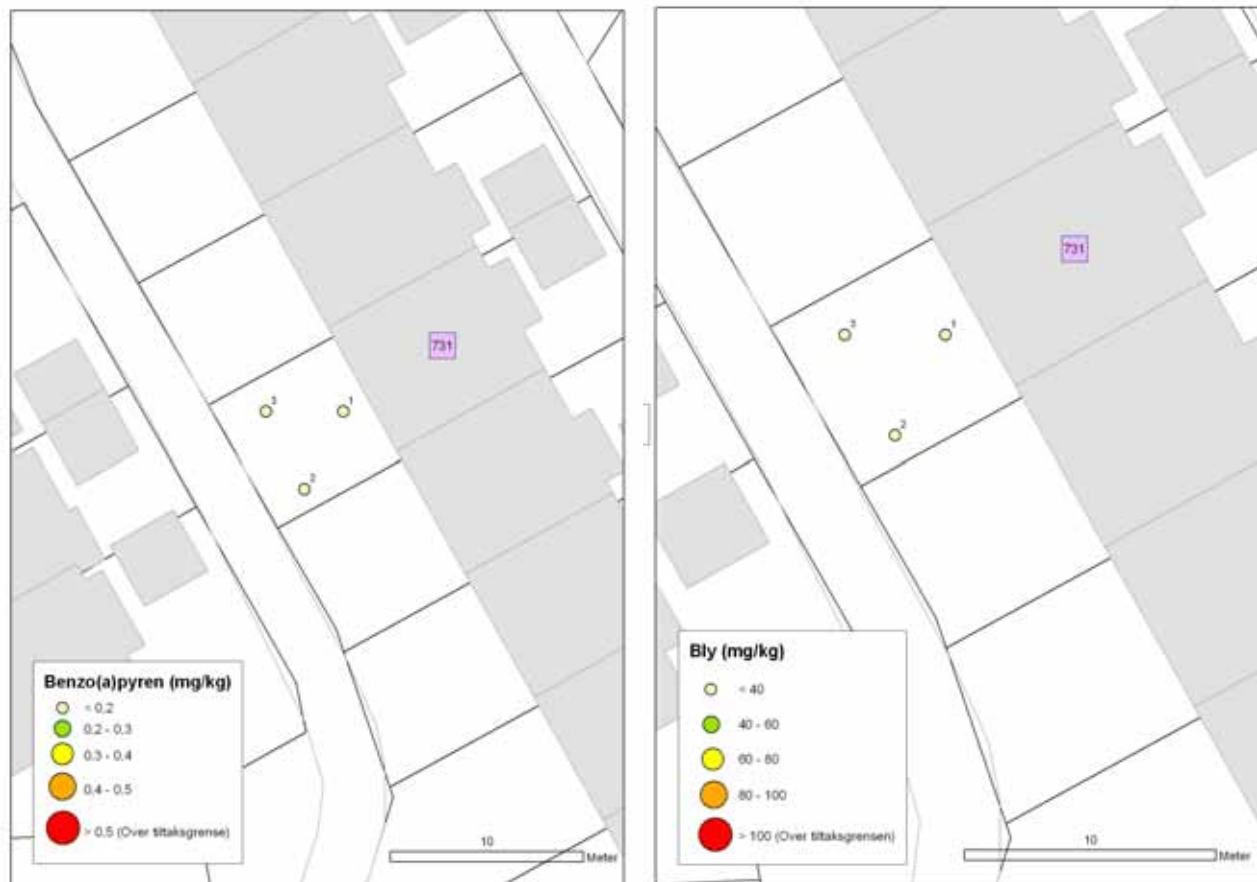 731
3
1
2
Benzo(a)pyren (mg/kg)
< 0,2
0,2 - 0,3
0,3 - 0,4
0,4 - 0,5
> 0,5 (Over tiltaksgrense)
10
Meter
731
3
1
2
Bly (mg/kg)
< 40
40 - 60
60 - 80
80 - 100
> 100 (Over tiltaksgrensen)
10
Meter